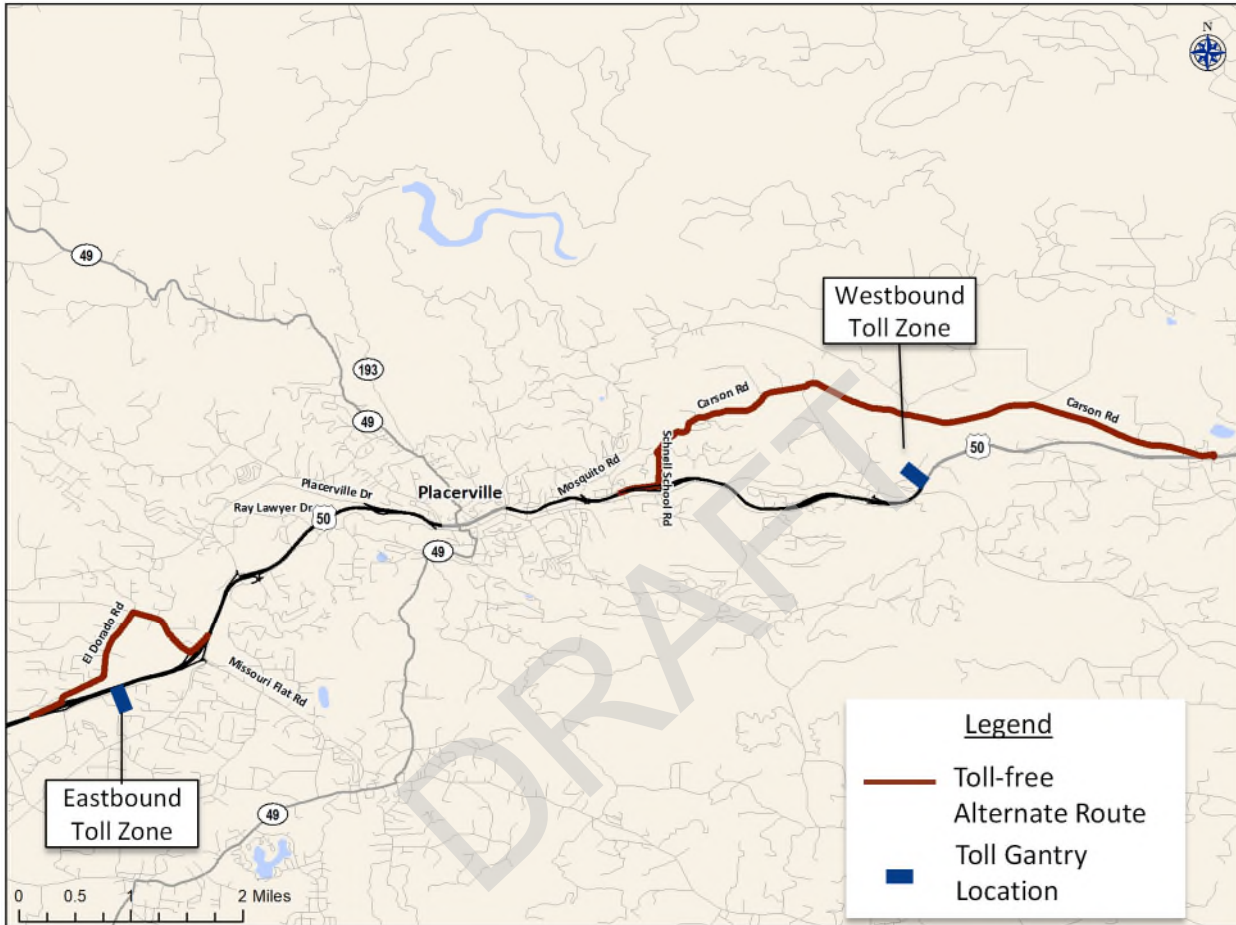 N
49
Westbound
Toll Zone
193
49
Carson Rd
Carson Rd
50
Schnell School Rd
Mosquito Rd
Placerville Dr
Placerville
Ray Lawyer Dr
50
49
El Dorado Rd
Missouri Flat Rd
DRAFT
Eastbound
Toll Zone
49
Legend
Toll-free
Alternate Route
Toll Gantry
Location
0 0.5 1 2 Miles